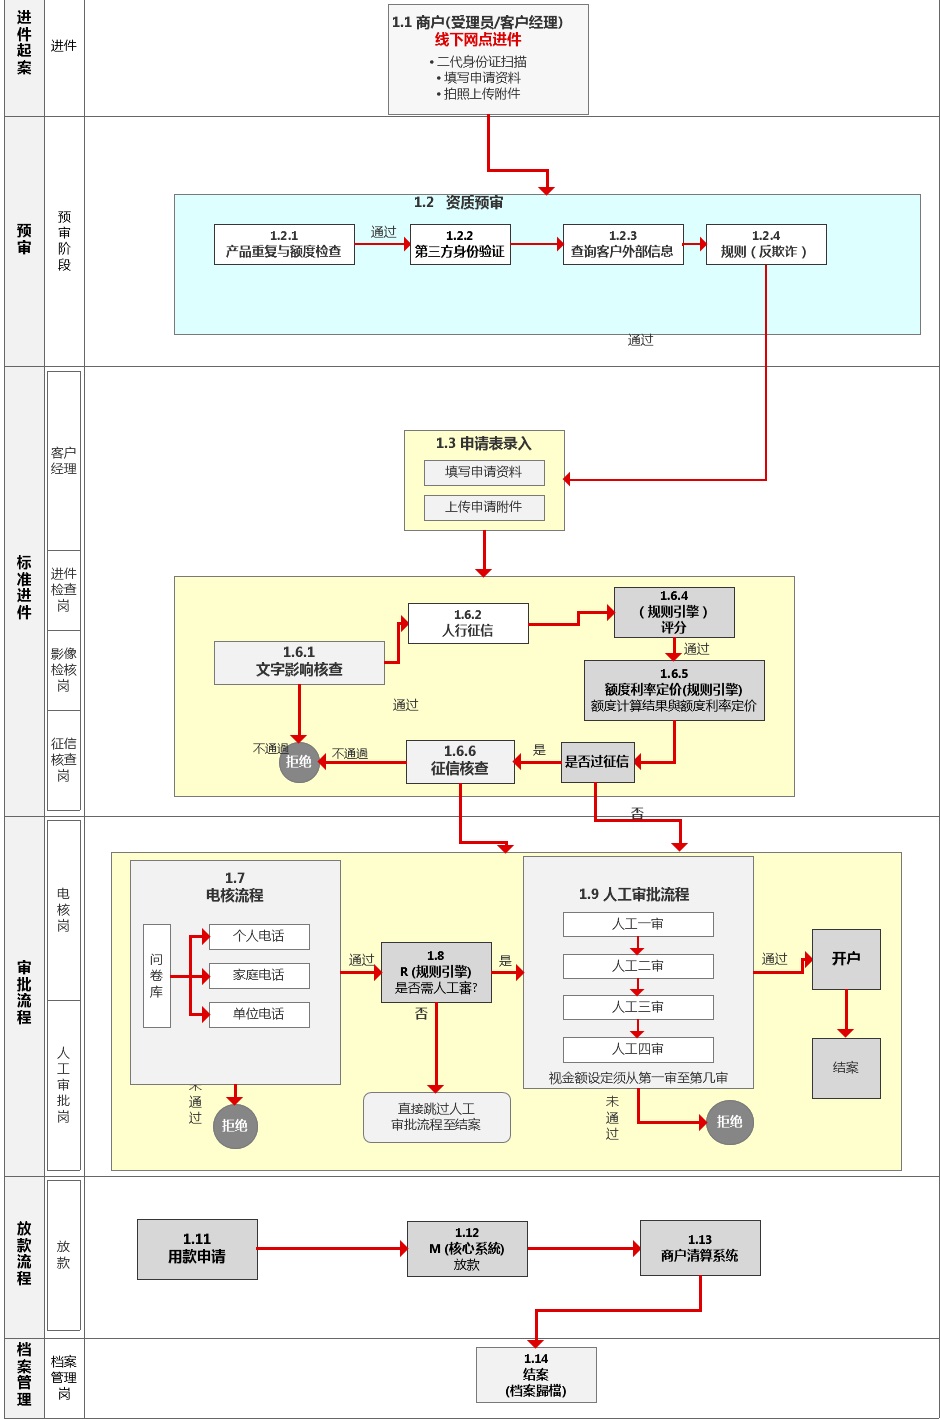 进件起案
进件
1.1 商户(受理员/客户经理)
线下网点进件
• 二代身份证扫描
• 填写申请资料
• 拍照上传附件
预审
预审阶段
1.2 资质预审
1.2.1
产品重复与额度检查
通过
1.2.2
第三方身份验证
1.2.3
查询客户外部信息
1.2.4
规则（反欺诈）
通过
标准进件
客户
经理
1.3 申请表录入
填写申请资料
上传申请附件
进件
检查
岗
影像
检核
岗
征信
核查
岗
1.6.1
文字影响核查
1.6.2
人行征信
1.6.4
（规则引擎）
评分
通过
1.6.5
额度利率定价(规则引擎)
额度计算结果與额度利率定价
通过
不通過
拒绝
不通過
1.6.6
征信核查
是
是否过征信
否
审批流程
电核岗
人工审批岗
1.7
电核流程
问卷库
个人电话
家庭电话
单位电话
通过
1.8
R (规则引擎)
是否需人工審?
是
否
1.9 人工审批流程
人工一审
人工二审
人工三审
人工四审
视金额设定须从第一审至第几审
通过
开户
结案
未通过
拒绝
直接跳过人工
审批流程至结案
未通过
拒绝
放款流程
放款
1.11
用款申请
1.12
M (核心系統)
放款
1.13
商户清算系统
档案管理
档案
管理
岗
1.14
结案
(档案歸檔)